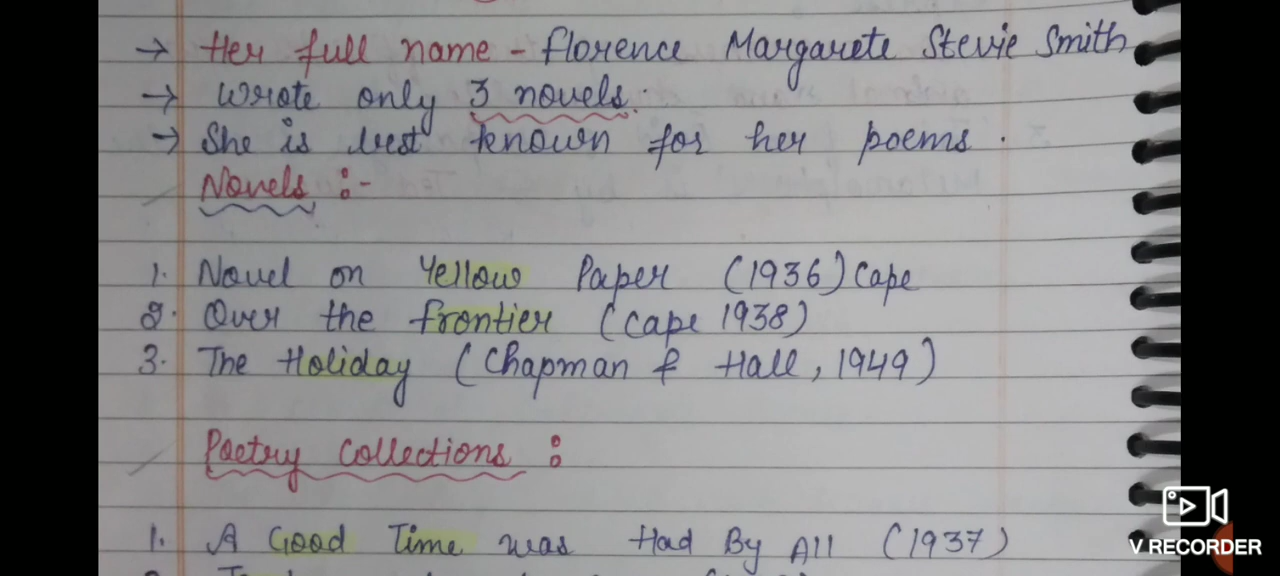 → Her full name - Florence Margarete Stevie Smith
→ Wrote only 3 novels.
→ She is best known for her poems.
Novels :-
1. Novel on Yellow Paper (1936) Cape
2. Over the frontier (Cape 1938)
3. The Holiday (Chapman & Hall, 1949)
Poetry Collections :
1. A Good Time was Had By All (1937)
V RECORDER